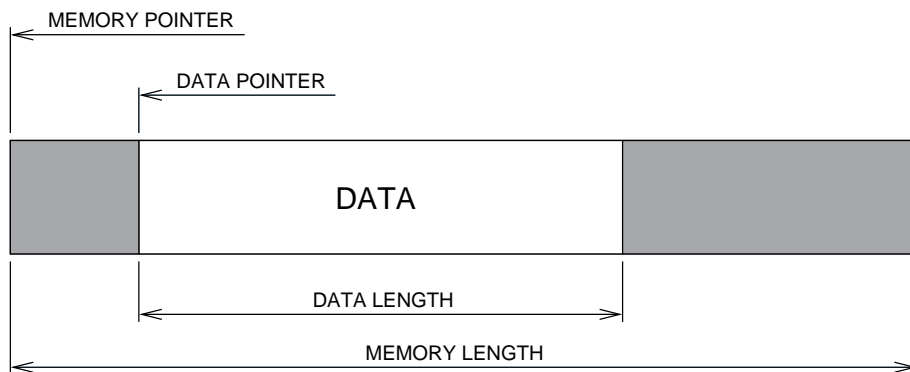 MEMORY POINTER
DATA POINTER
DATA
DATA LENGTH
MEMORY LENGTH